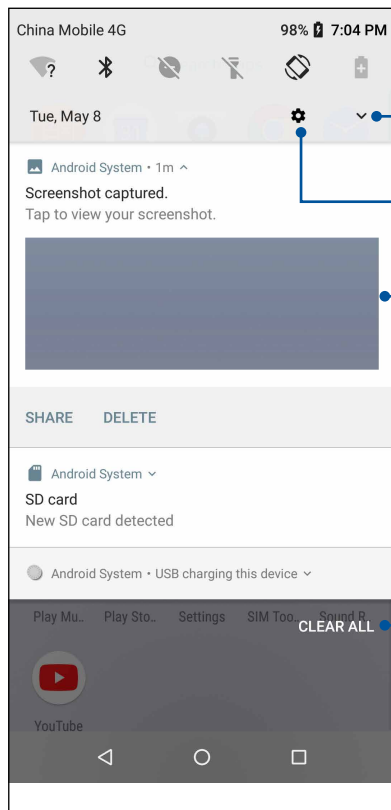 China Mobile 4G 98% 7:04 PM
?
Tue, May 8
Android System • 1m
Screenshot captured.
Tap to view your screenshot.
SHARE DELETE
Android System
SD card
New SD card detected
Android System • USB charging this device
Play Mu.. Play Sto.. Settings SIM Too.. Sound R..
CLEAR ALL
YouTube